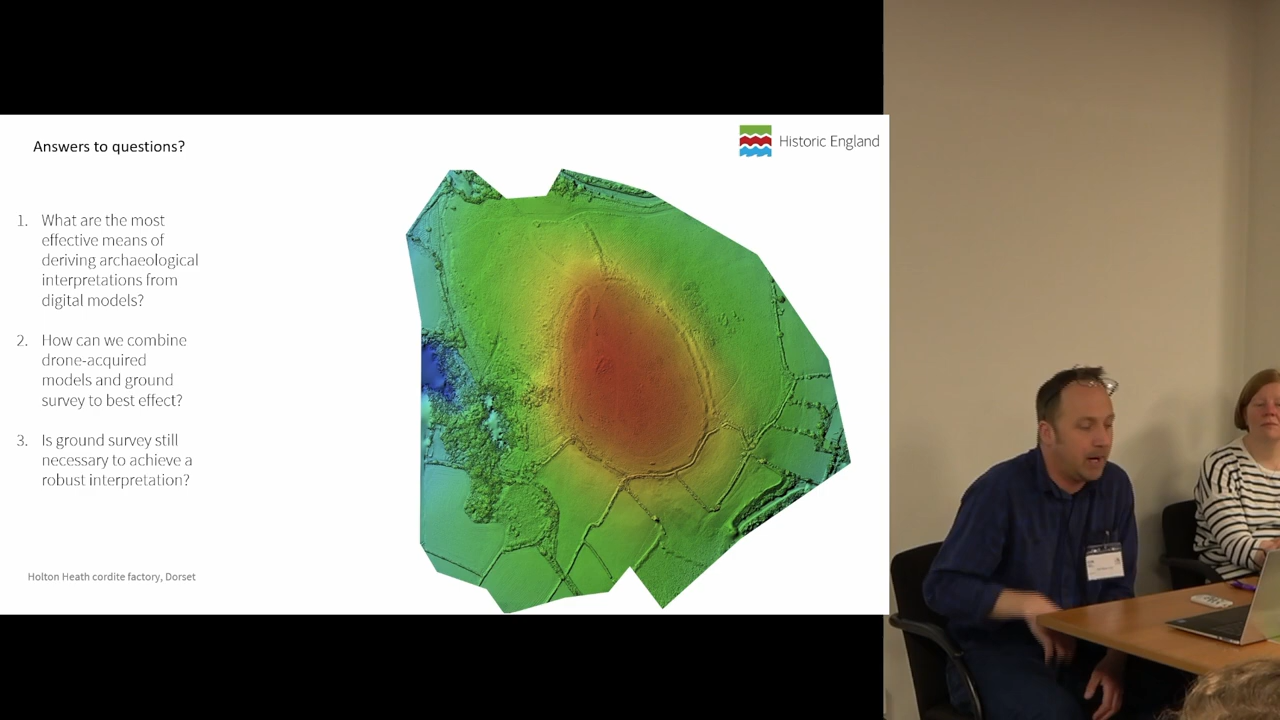 Answers to questions?
Historic England
1. What are the most
effective means of
deriving archaeological
interpretations from
digital models?
2. How can we combine
drone-acquired
models and ground
survey to best effect?
3. Is ground survey still
necessary to achieve a
robust interpretation?
Holton Heath cordite factory, Dorset